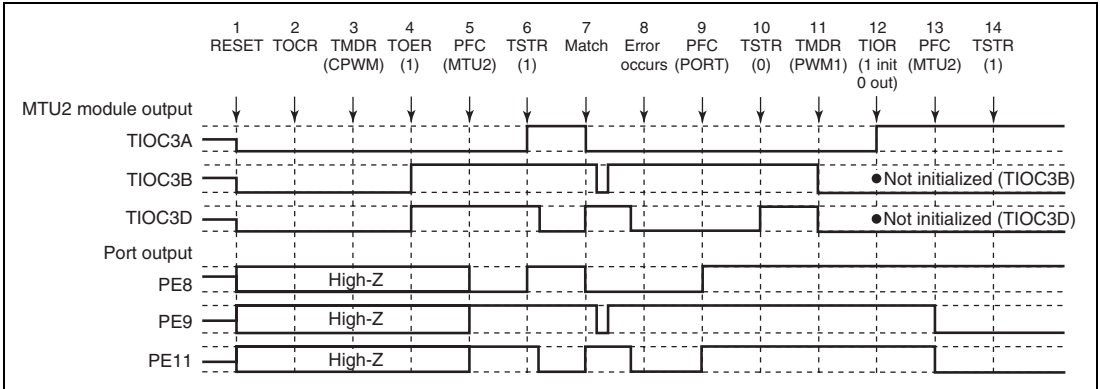 1 2 3 4 5 6 7 8 9 10 11 12 13 14
RESET TOCR TMDR TOER PFC TSTR Match Error PFC TSTR TMDR TIOR PFC TSTR
(CPWM) (1) (MTU2) (1) occurs (PORT) (0) (PWM1) (1 init (MTU2) (1)
0 out)
MTU2 module output
TIOC3A
TIOC3B
Not initialized (TIOC3B)
TIOC3D
Not initialized (TIOC3D)
Port output
PE8
High-Z
PE9
High-Z
PE11
High-Z